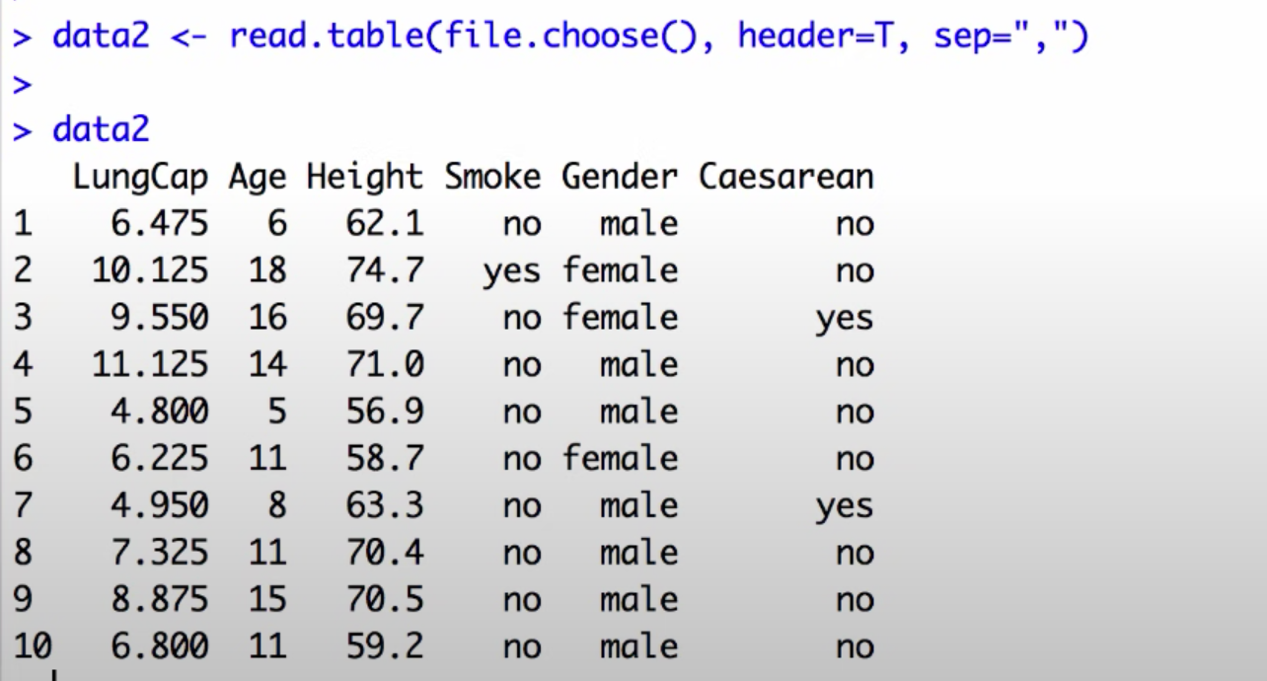 > data2 <- read.table(file.choose(), header=T, sep=",")
>
> data2
   LungCap Age Height Smoke Gender Caesarean
1    6.475   6   62.1    no   male        no
2   10.125  18   74.7   yes female        no
3    9.550  16   69.7    no female       yes
4   11.125  14   71.0    no   male        no
5    4.800   5   56.9    no   male        no
6    6.225  11   58.7    no female        no
7    4.950   8   63.3    no   male       yes
8    7.325  11   70.4    no   male        no
9    8.875  15   70.5    no   male        no
10   6.800  11   59.2    no   male        no